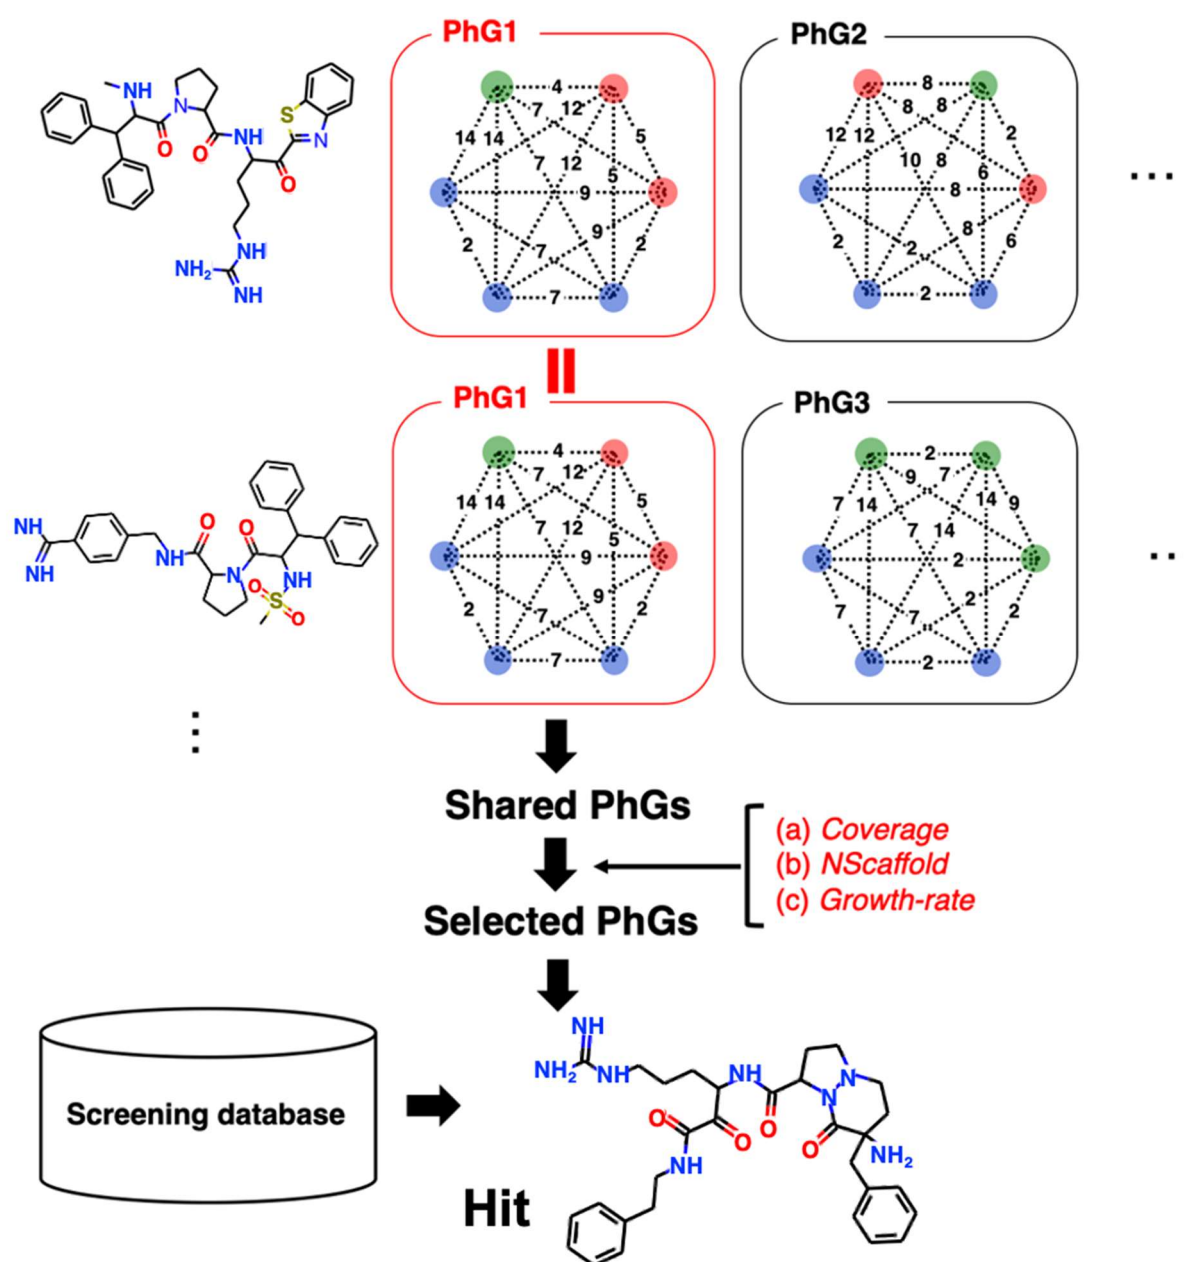 PhG1
PhG2
NH
N
O
O
NH
S
N
O
NH
NH₂
NH
4
7
12
14
14
5
7
12
5
9
9
2
7
2
7
8
8
8
12
12
2
10
8
6
8
8
2
2
6
2
...
PhG1
PhG3
NH
NH
NH
O
O
N
NH
O
S
O
4
7
12
14
14
5
7
12
5
9
9
2
7
2
7
2
9
7
7
14
14
9
7
14
2
2
7
7
2
2
..
Shared PhGs
(a) Coverage
(b) NScaffold
(c) Growth-rate
Selected PhGs
Screening database
NH
NH₂
NH
NH
N
N
O
O
O
O
NH₂
NH
Hit